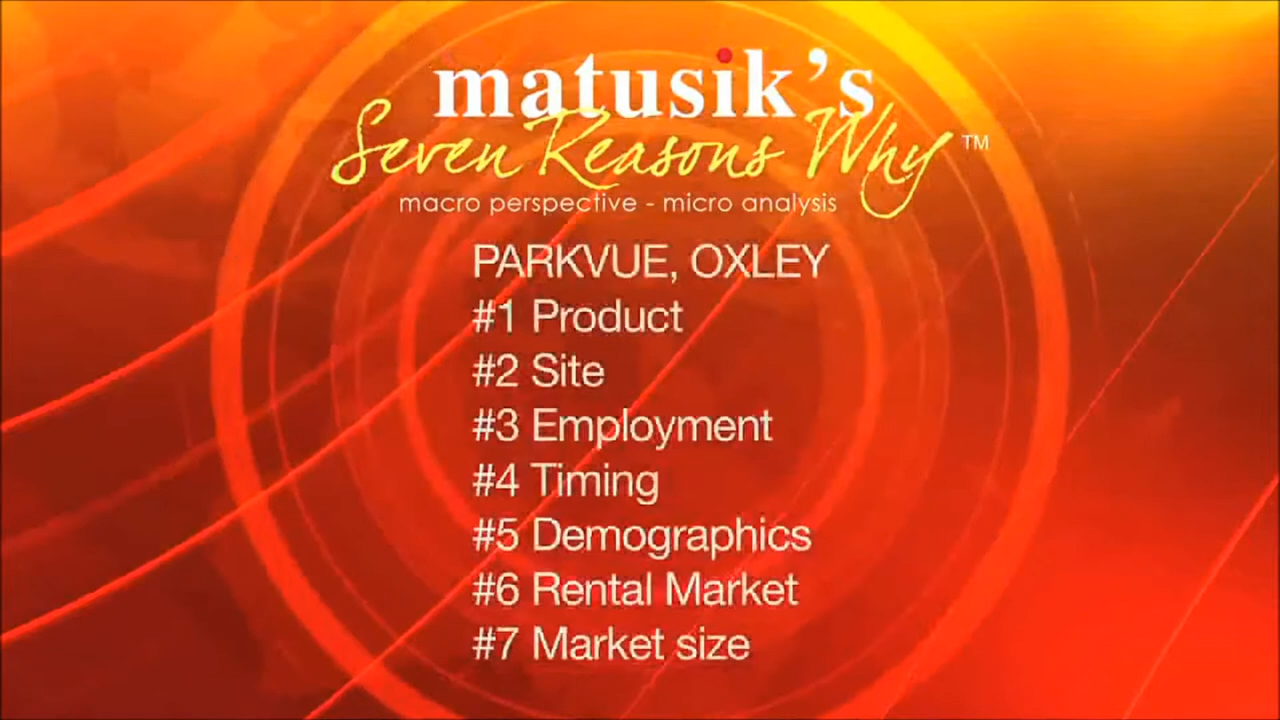 matusik's
Seven Reasons Why ™
macro perspective - micro analysis
PARKVUE, OXLEY
#1 Product
#2 Site
#3 Employment
#4 Timing
#5 Demographics
#6 Rental Market
#7 Market size